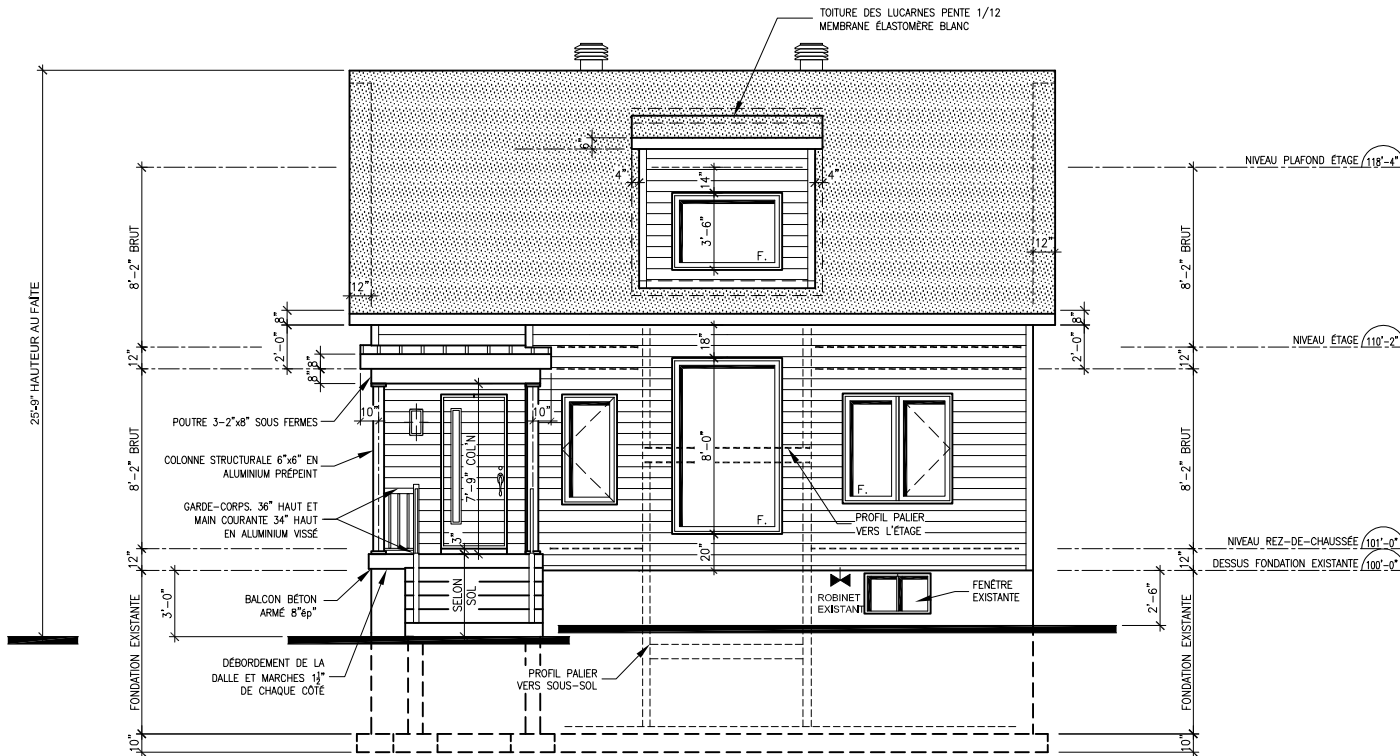 TOITURE DES LUCARNES PENTE 1/12
MEMBRANE ÉLASTOMÈRE BLANC
25'-9" HAUTEUR AU FAÎTE
6"
4"
4"
14"
3'-6"
F.
NIVEAU PLAFOND ÉTAGE 118'-4"
8'-2" BRUT
8'-2" BRUT
12"
12"
8"
2'-0"
8"
2'-0"
18"
NIVEAU ÉTAGE 110'-2"
12"
12"
8"
8"
10"
10"
POUTRE 3-2"x8" SOUS FERMES
COLONNE STRUCTURALE 6"x6" EN
ALUMINIUM PRÉPEINT
7'-9" COL'N
8'-0"
8'-2" BRUT
8'-2" BRUT
GARDE-CORPS. 36" HAUT ET
MAIN COURANTE 34" HAUT
EN ALUMINIUM VISSÉ
F.
F.
PROFIL PALIER
VERS L'ÉTAGE
3"
20"
NIVEAU REZ-DE-CHAUSSÉE 101'-0"
12"
12"
DESSUS FONDATION EXISTANTE 100'-0"
3'-0"
SELON
SOL
BALCON BÉTON
ARMÉ 8"ép"
ROBINET
EXISTANT
FENÊTRE
EXISTANTE
2'-6"
FONDATION EXISTANTE
FONDATION EXISTANTE
DÉBORDEMENT DE LA
DALLE ET MARCHES 1½"
DE CHAQUE CÔTÉ
PROFIL PALIER
VERS SOUS-SOL
10"
10"